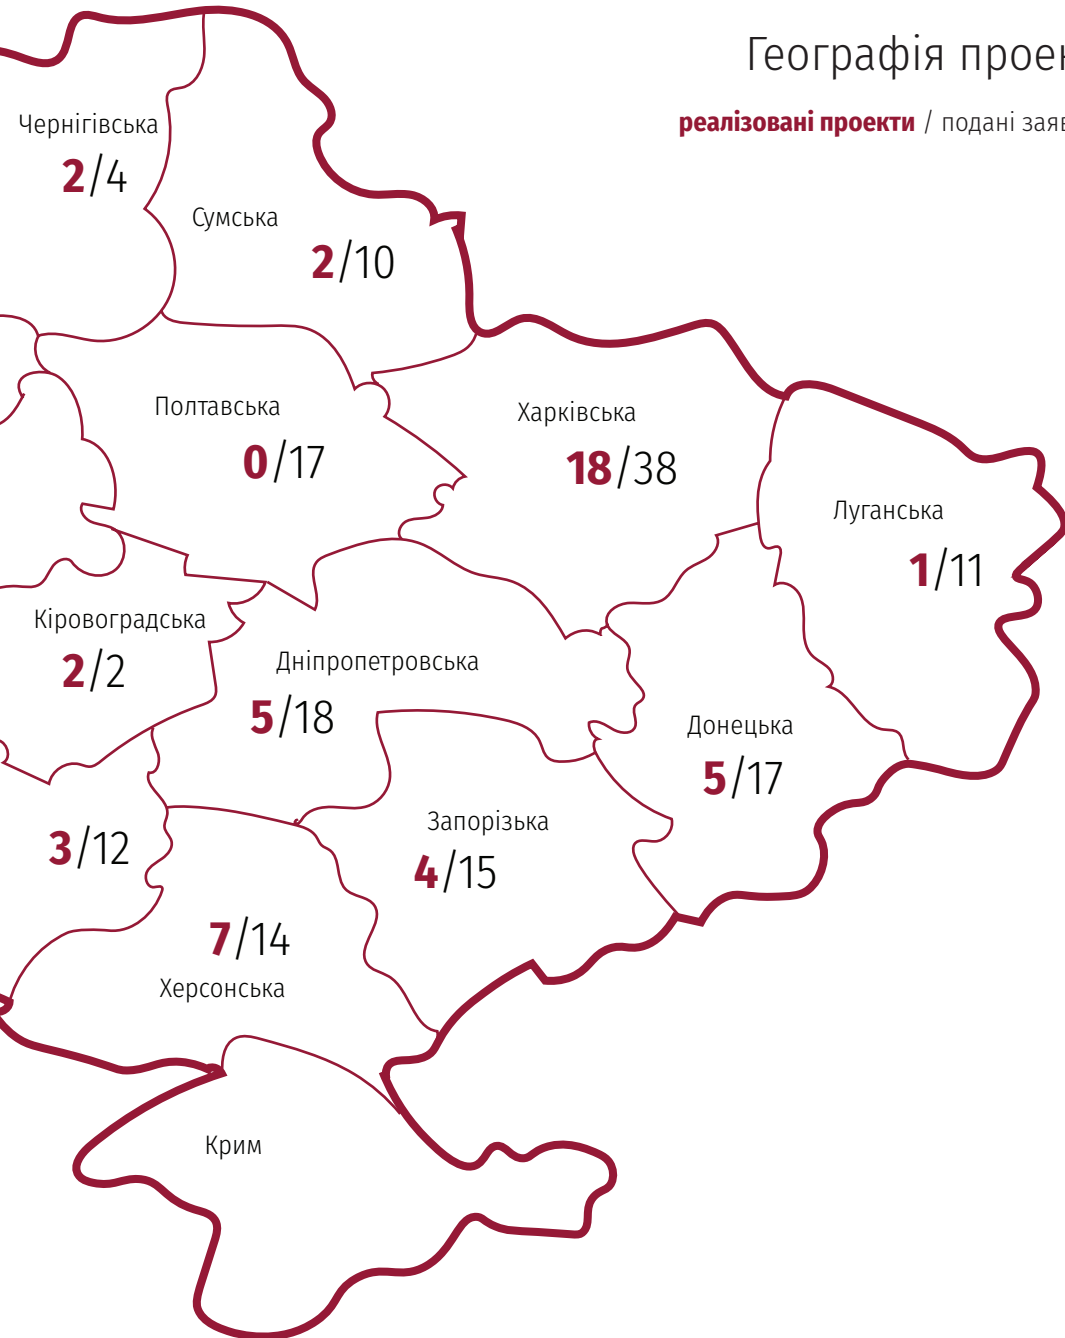 Географія проек
реалізовані проекти / подані заяв
Чернігівська
2/4
Сумська
2/10
Полтавська
0/17
Харківська
18/38
Луганська
1/11
Кіровоградська
2/2
Дніпропетровська
5/18
Донецька
5/17
Запорізька
4/15
3/12
7/14
Херсонська
Крим